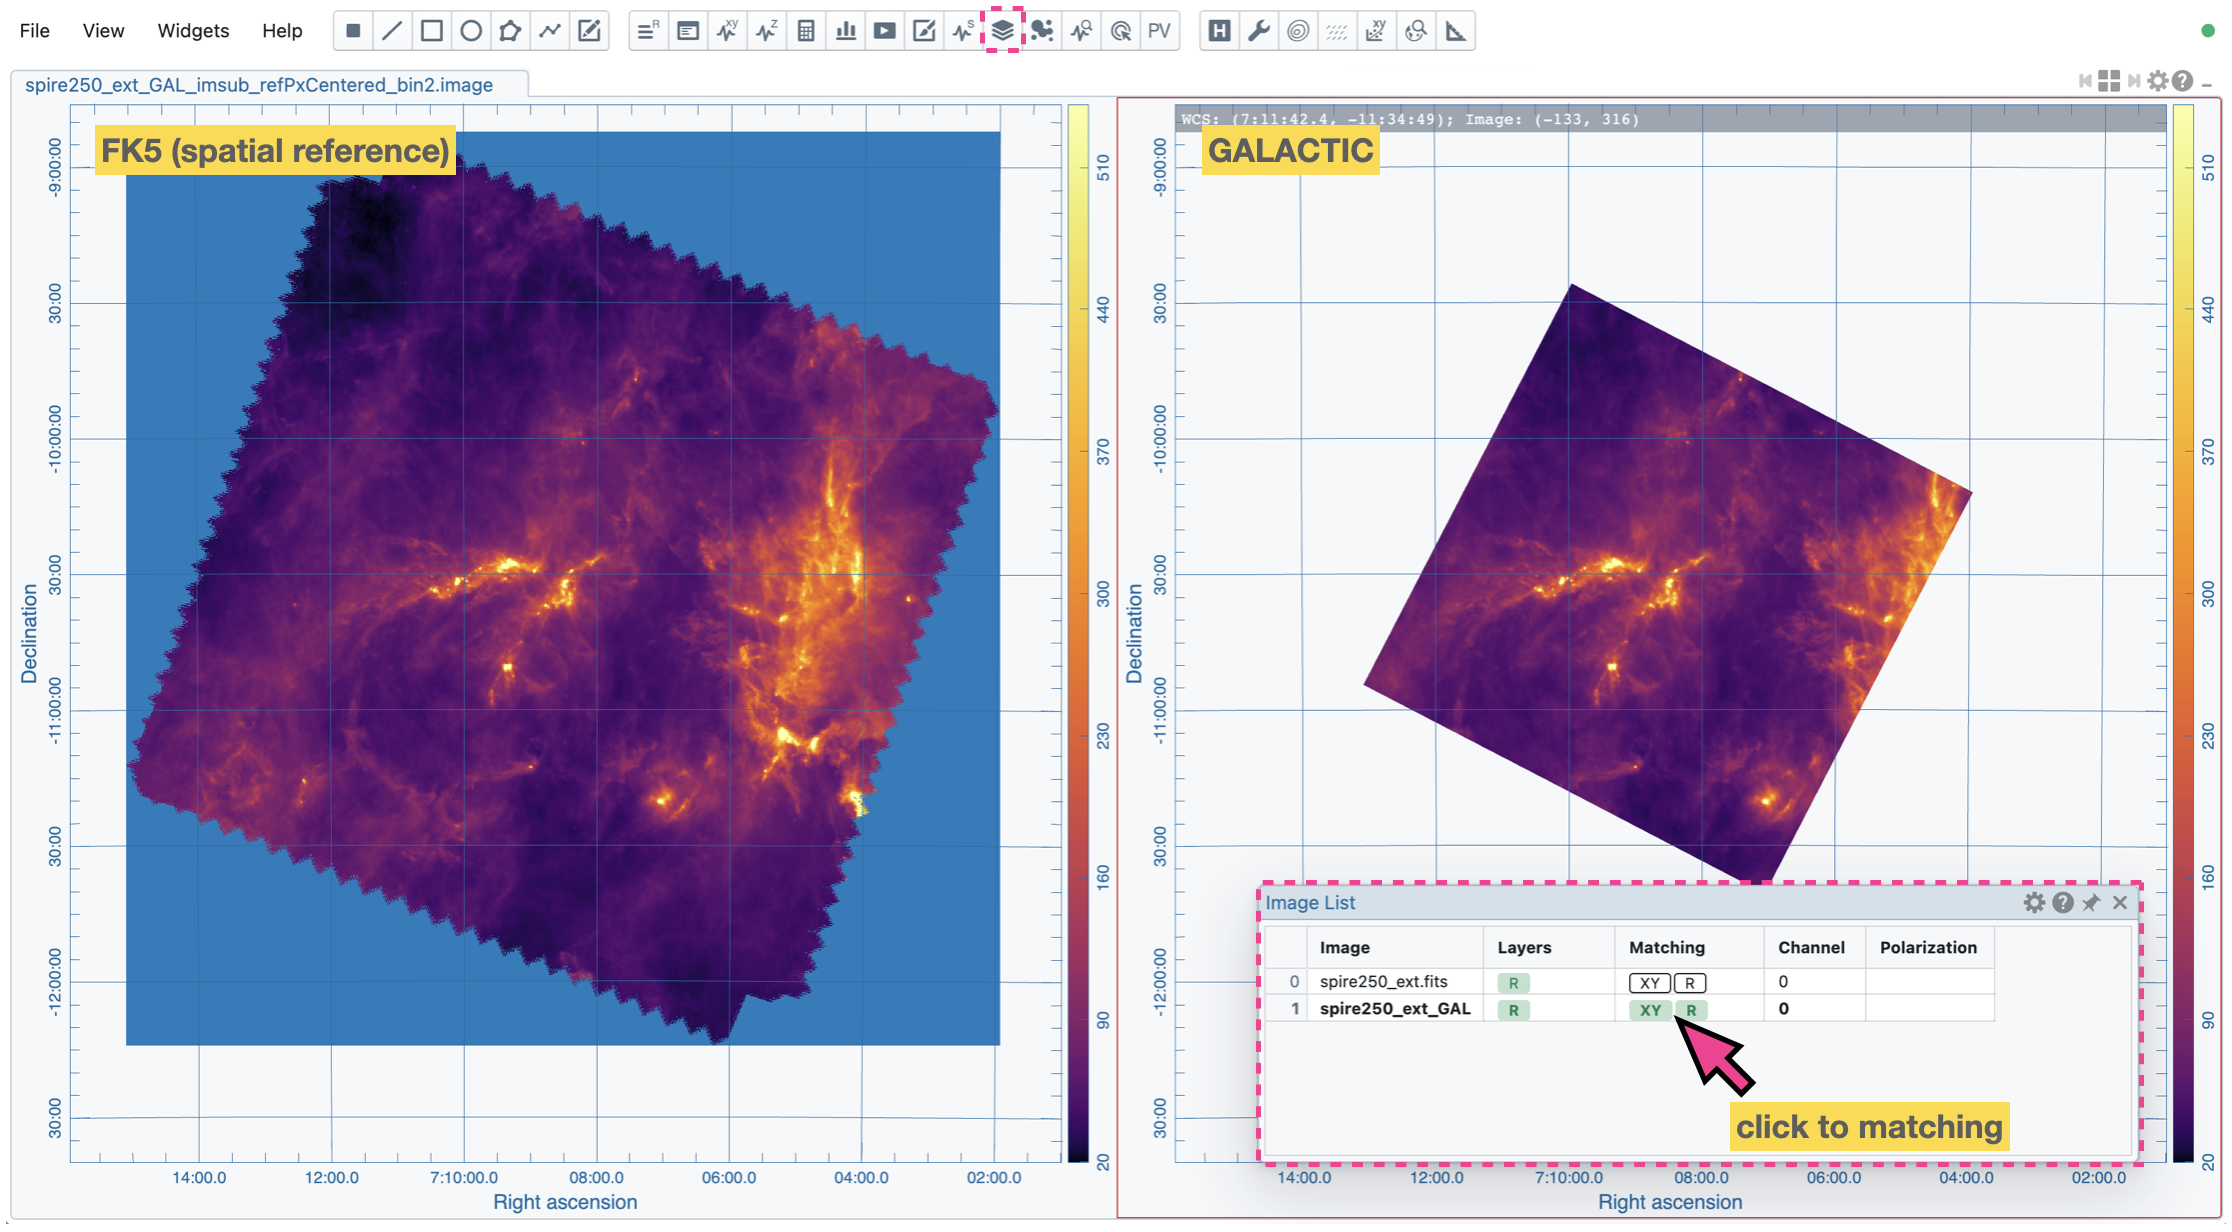 File View Widgets Help
R xy Z S PV H xy
spire250_ext_GAL_imsub_refPxCentered_bin2.image
FK5 (spatial reference)
-9:00:00
30:00
-10:00:00
30:00
-11:00:00
30:00
-12:00:00
30:00
Declination
14:00.0 12:00.0 7:10:00.0 08:00.0 06:00.0 04:00.0 02:00.0
Right ascension
510
440
370
300
230
160
90
20
WCS: (7:11:42.4, -11:34:49); Image: (-133, 316)
GALACTIC
-9:00:00
30:00
-10:00:00
30:00
-11:00:00
30:00
-12:00:00
30:00
Declination
Image List
Image Layers Matching Channel Polarization
0 spire250_ext.fits R XY R 0
1 spire250_ext_GAL R XY R 0
click to matching
14:00.0 12:00.0 7:10:00.0 08:00.0 06:00.0 04:00.0 02:00.0
Right ascension
510
440
370
300
230
160
90
20